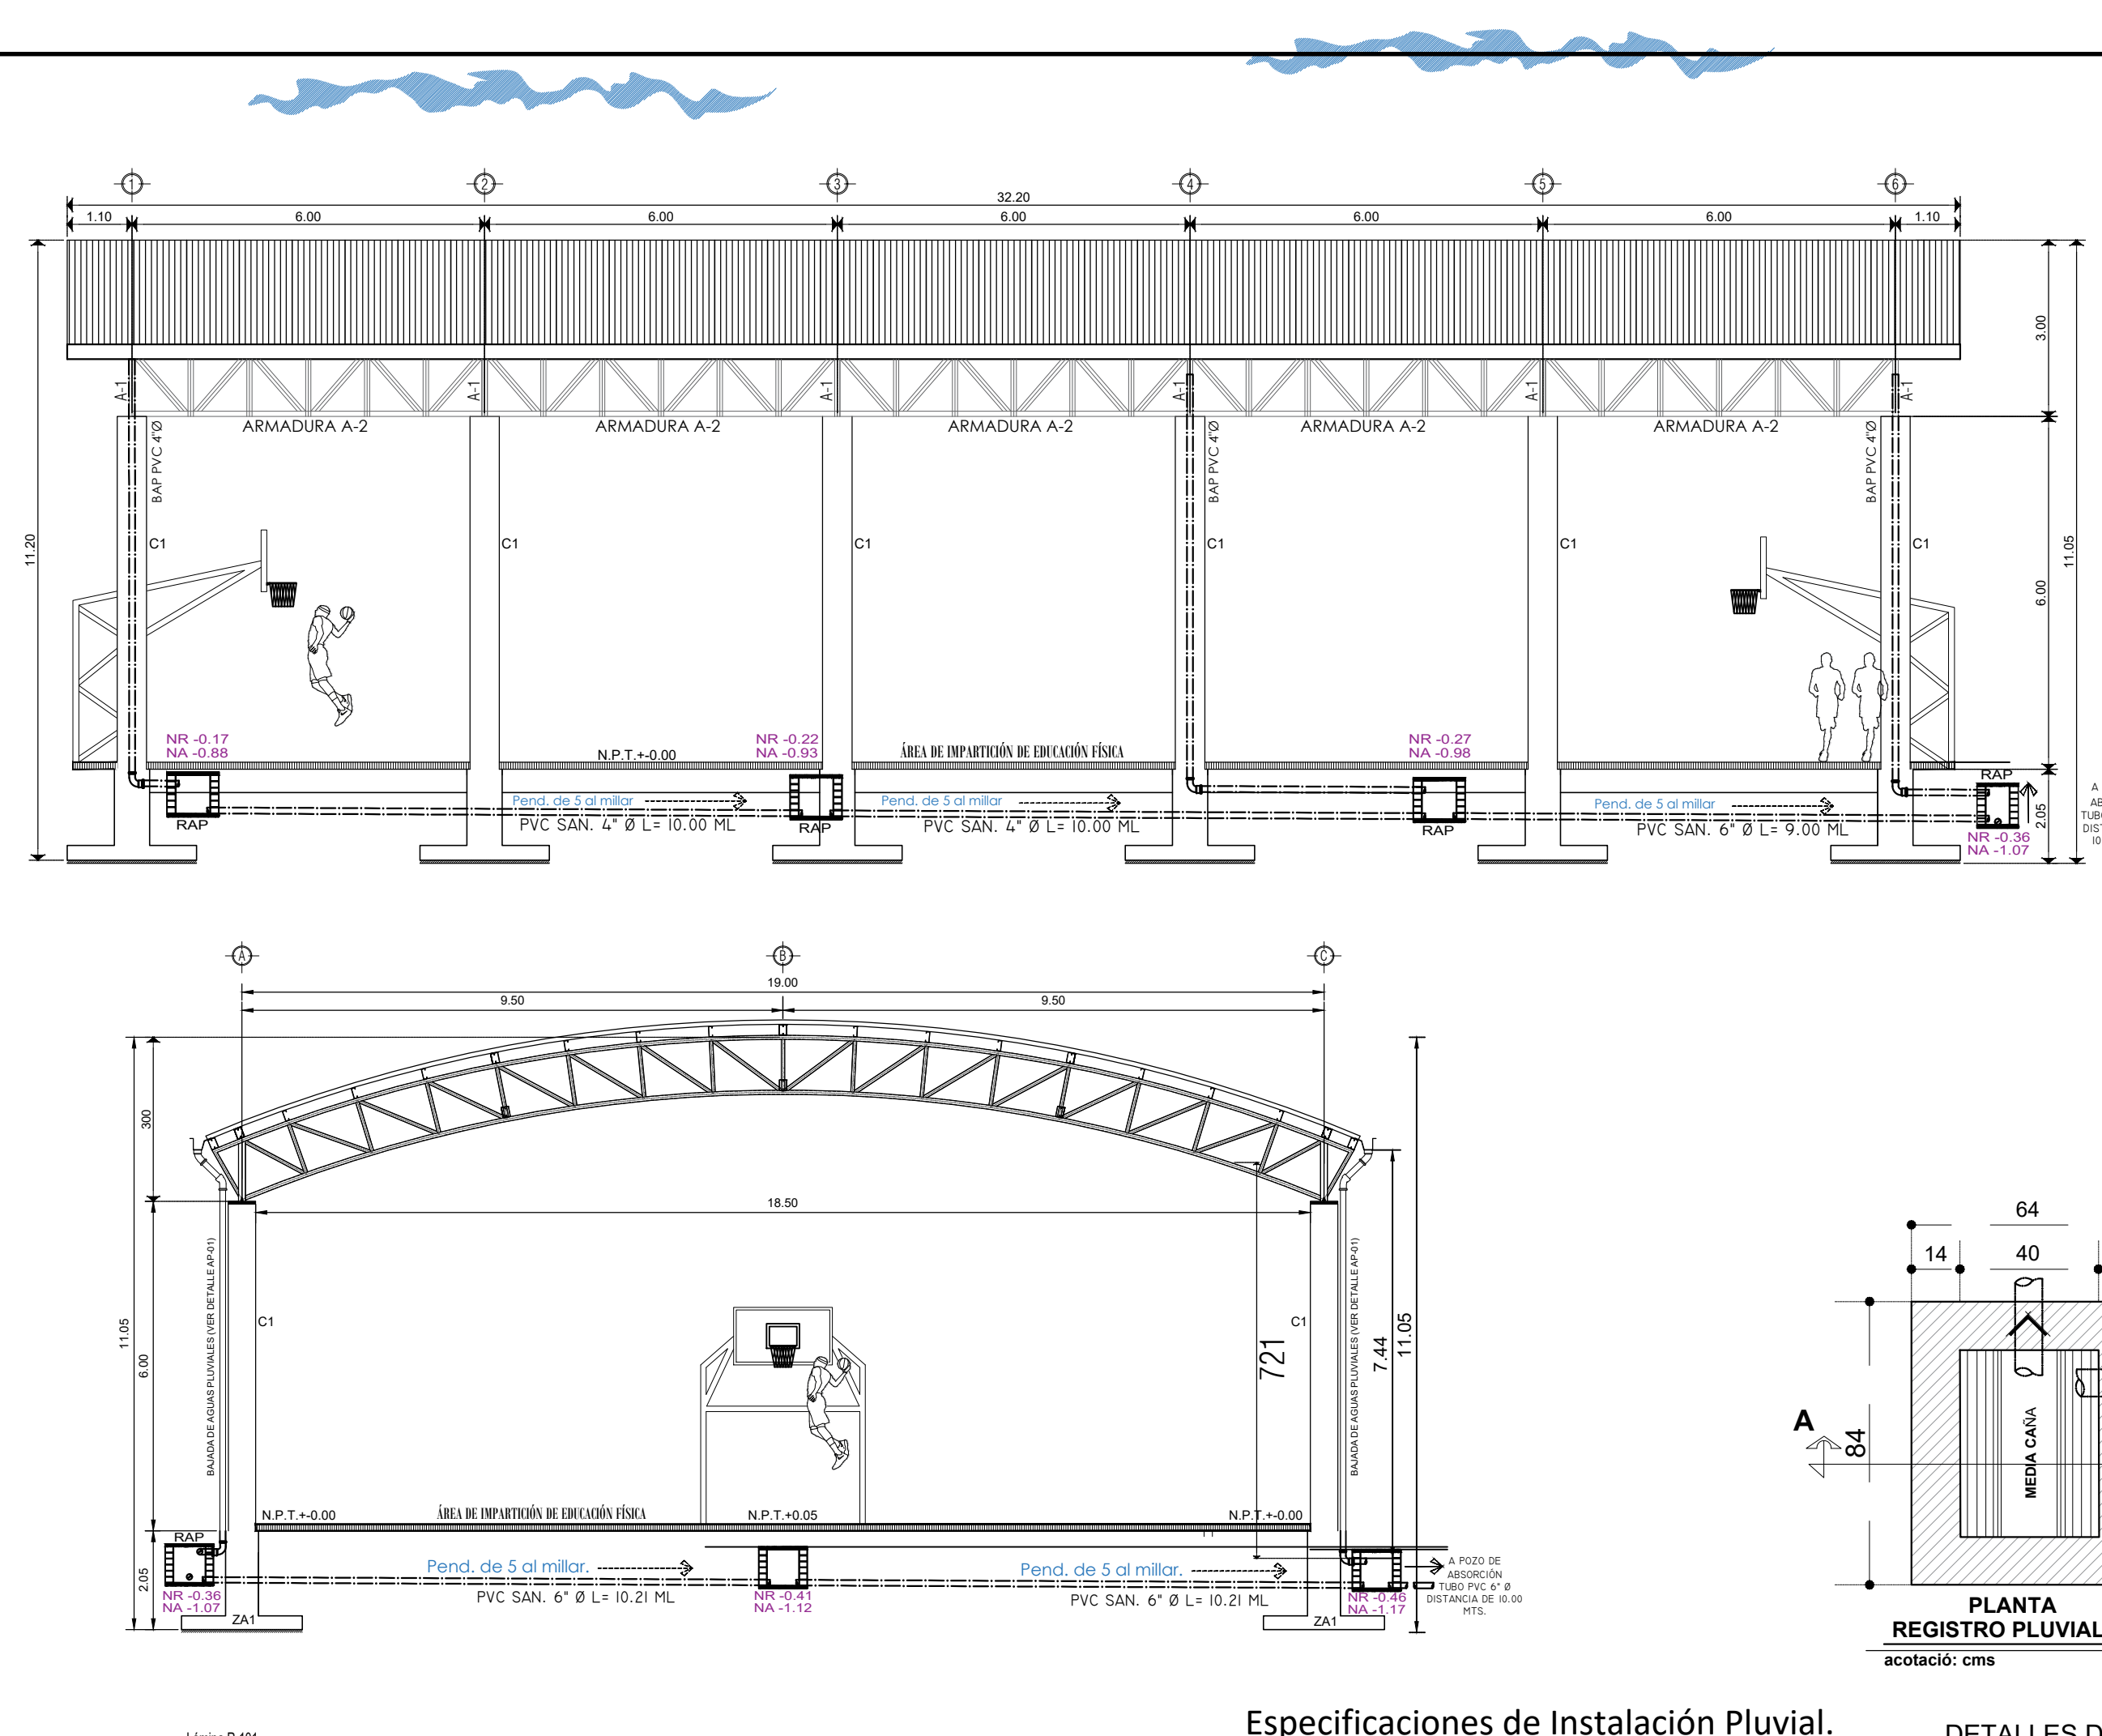 1 2 3 4 5 6
32.20
1.10 6.00 6.00 6.00 6.00 6.00 1.10
A-1 A-1 A-1 A-1 A-1 A-1
ARMADURA A-2 ARMADURA A-2 ARMADURA A-2 ARMADURA A-2 ARMADURA A-2
BAP PVC 4"Ø BAP PVC 4"Ø BAP PVC 4"Ø
C1 C1 C1 C1 C1 C1
11.20
3.00
6.00
11.05
2.05
NR -0.17
NA -0.88
N.P.T.+-0.00
NR -0.22
NA -0.93
ÁREA DE IMPARTICIÓN DE EDUCACIÓN FÍSICA
NR -0.27
NA -0.98
RAP
RAP
Pend. de 5 al millar
PVC SAN. 4" Ø L= 10.00 ML
RAP
Pend. de 5 al millar
PVC SAN. 4" Ø L= 10.00 ML
RAP
Pend. de 5 al millar
PVC SAN. 6" Ø L= 9.00 ML
NR -0.36
NA -1.07
A
AB
TUBO
DIST
10
A B C
19.00
9.50 9.50
300
18.50
11.05
6.00
2.05
BAJADA DE AGUAS PLUVIALES (VER DETALLE AP-01)
C1
C1
721
BAJADA DE AGUAS PLUVIALES (VER DETALLE AP-01)
7.44
11.05
N.P.T.+-0.00 ÁREA DE IMPARTICIÓN DE EDUCACIÓN FÍSICA N.P.T.+0.05 N.P.T.+-0.00
RAP
Pend. de 5 al millar.
PVC SAN. 6" Ø L= 10.21 ML
Pend. de 5 al millar.
PVC SAN. 6" Ø L= 10.21 ML
NR -0.36
NA -1.07
NR -0.41
NA -1.12
NR -0.46
NA -1.17
ZA1
ZA1
A POZO DE
ABSORCIÓN
TUBO PVC 6" Ø
DISTANCIA DE 10.00
MTS.
64
14 40
A
84
MEDIA CAÑA
PLANTA
REGISTRO PLUVIAL
acotació: cms
Especificaciones de Instalación Pluvial.
DETALLES D